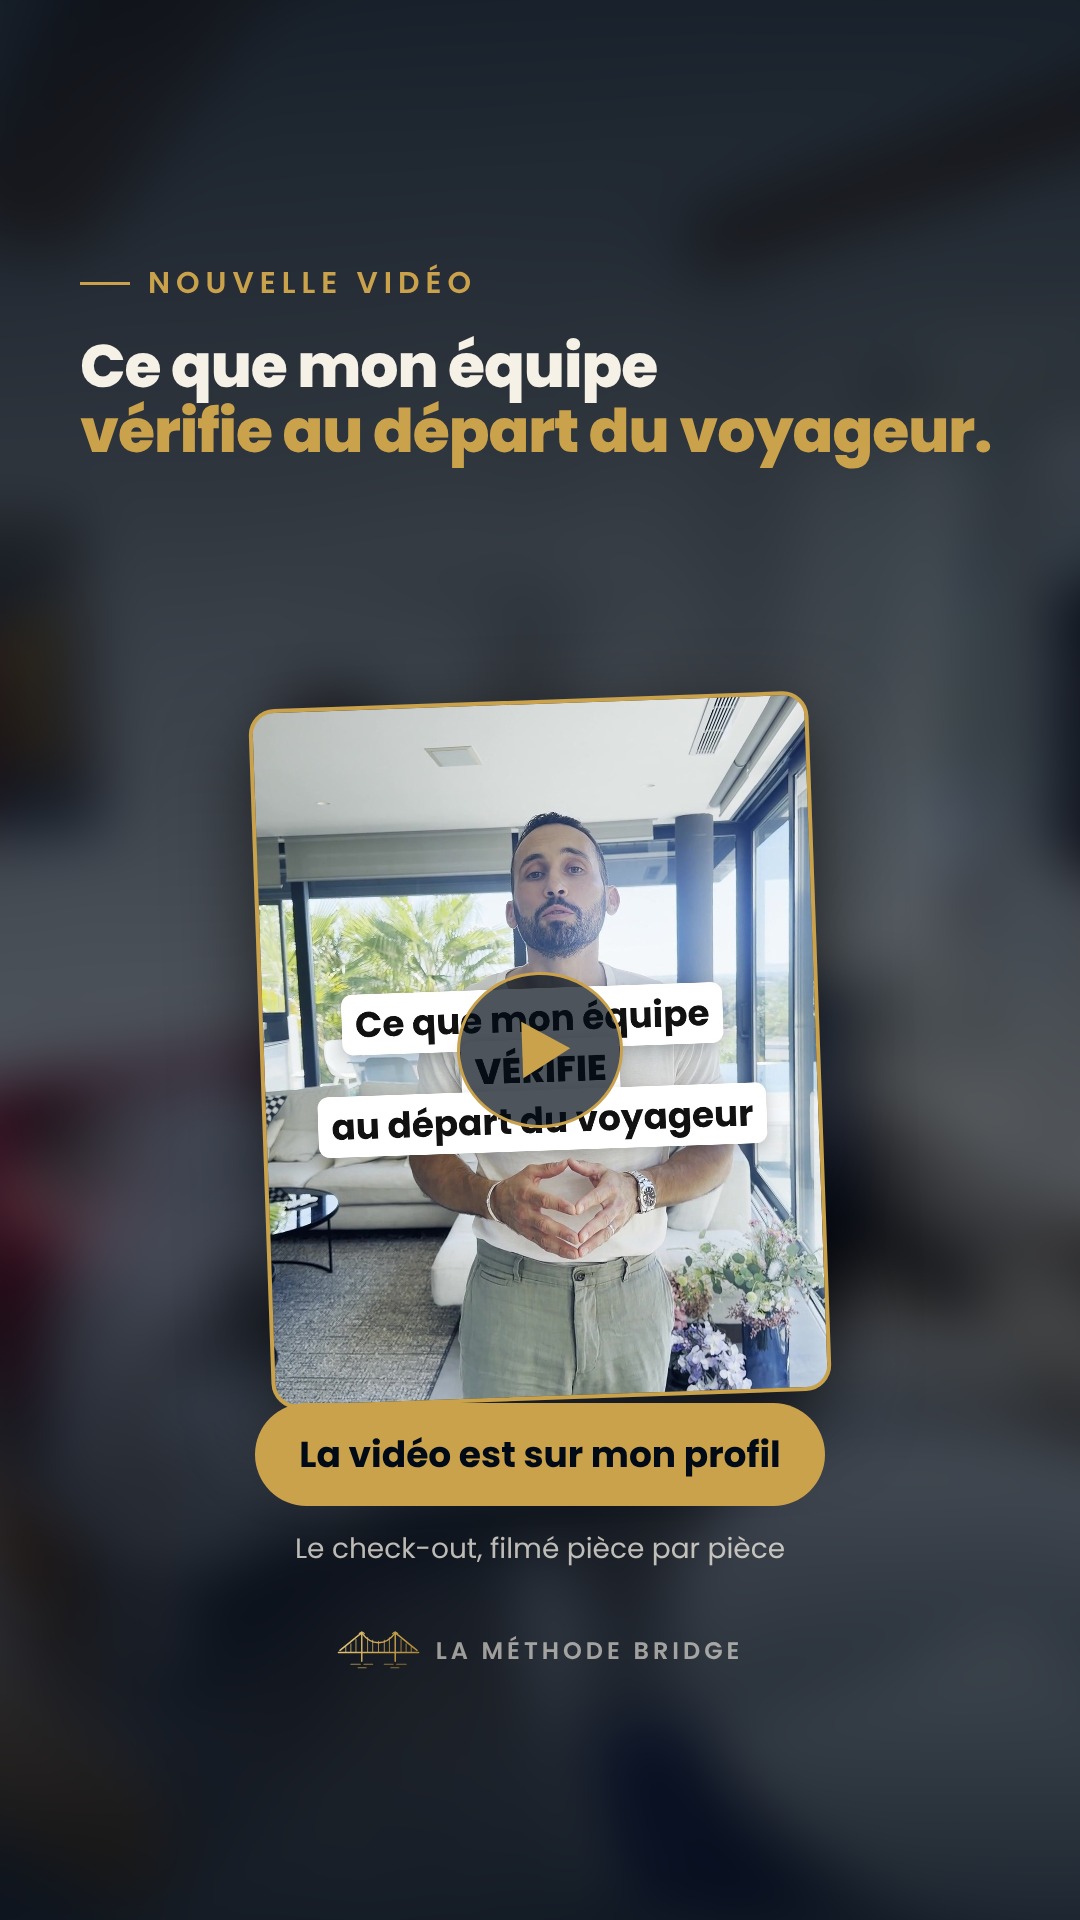 NOUVELLE VIDÉO
Ce que mon équipe
vérifie au départ du voyageur.
Ce que mon équipe
VÉRIFIE
au départ du voyageur
La vidéo est sur mon profil
Le check-out, filmé pièce par pièce
LA MÉTHODE BRIDGE